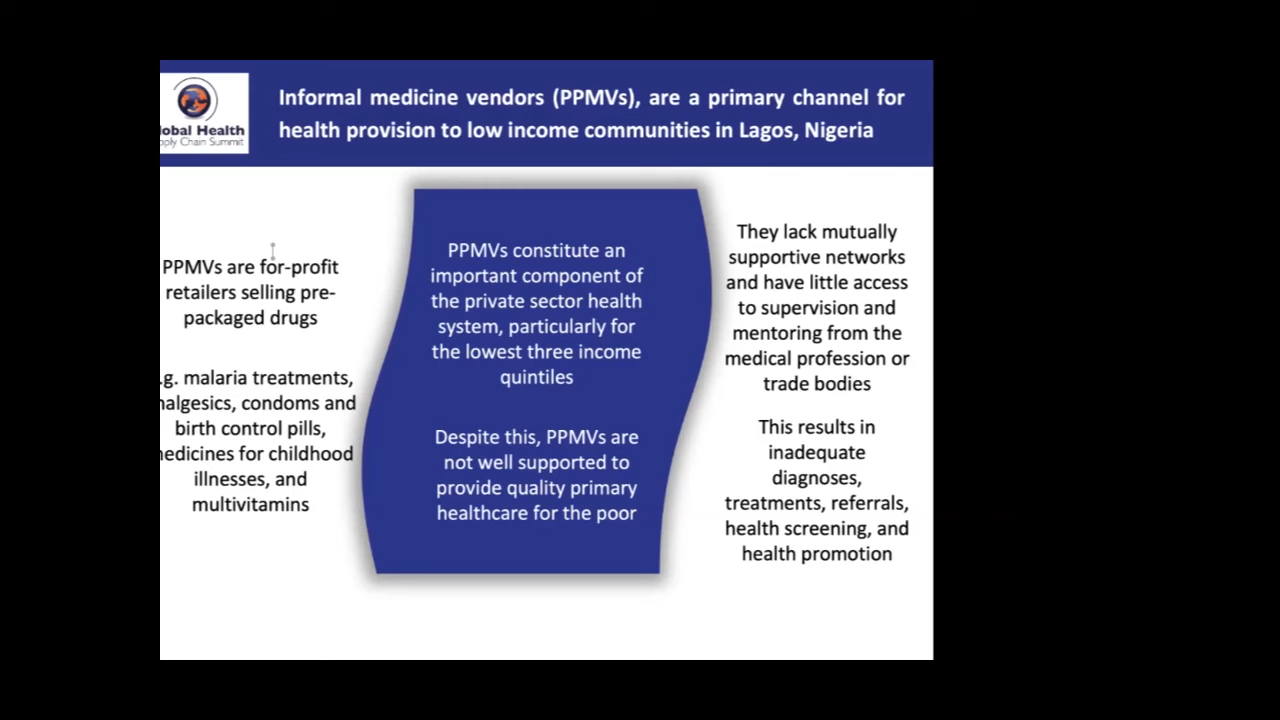 lobal Health
pply Chain Summit
Informal medicine vendors (PPMVs), are a primary channel for
health provision to low income communities in Lagos, Nigeria
PPMVs are for-profit
retailers selling pre-
packaged drugs
.g. malaria treatments,
nalgesics, condoms and
birth control pills,
medicines for childhood
illnesses, and
multivitamins
PPMVs constitute an
important component of
the private sector health
system, particularly for
the lowest three income
quintiles
Despite this, PPMVs are
not well supported to
provide quality primary
healthcare for the poor
They lack mutually
supportive networks
and have little access
to supervision and
mentoring from the
medical profession or
trade bodies
This results in
inadequate
diagnoses,
treatments, referrals,
health screening, and
health promotion